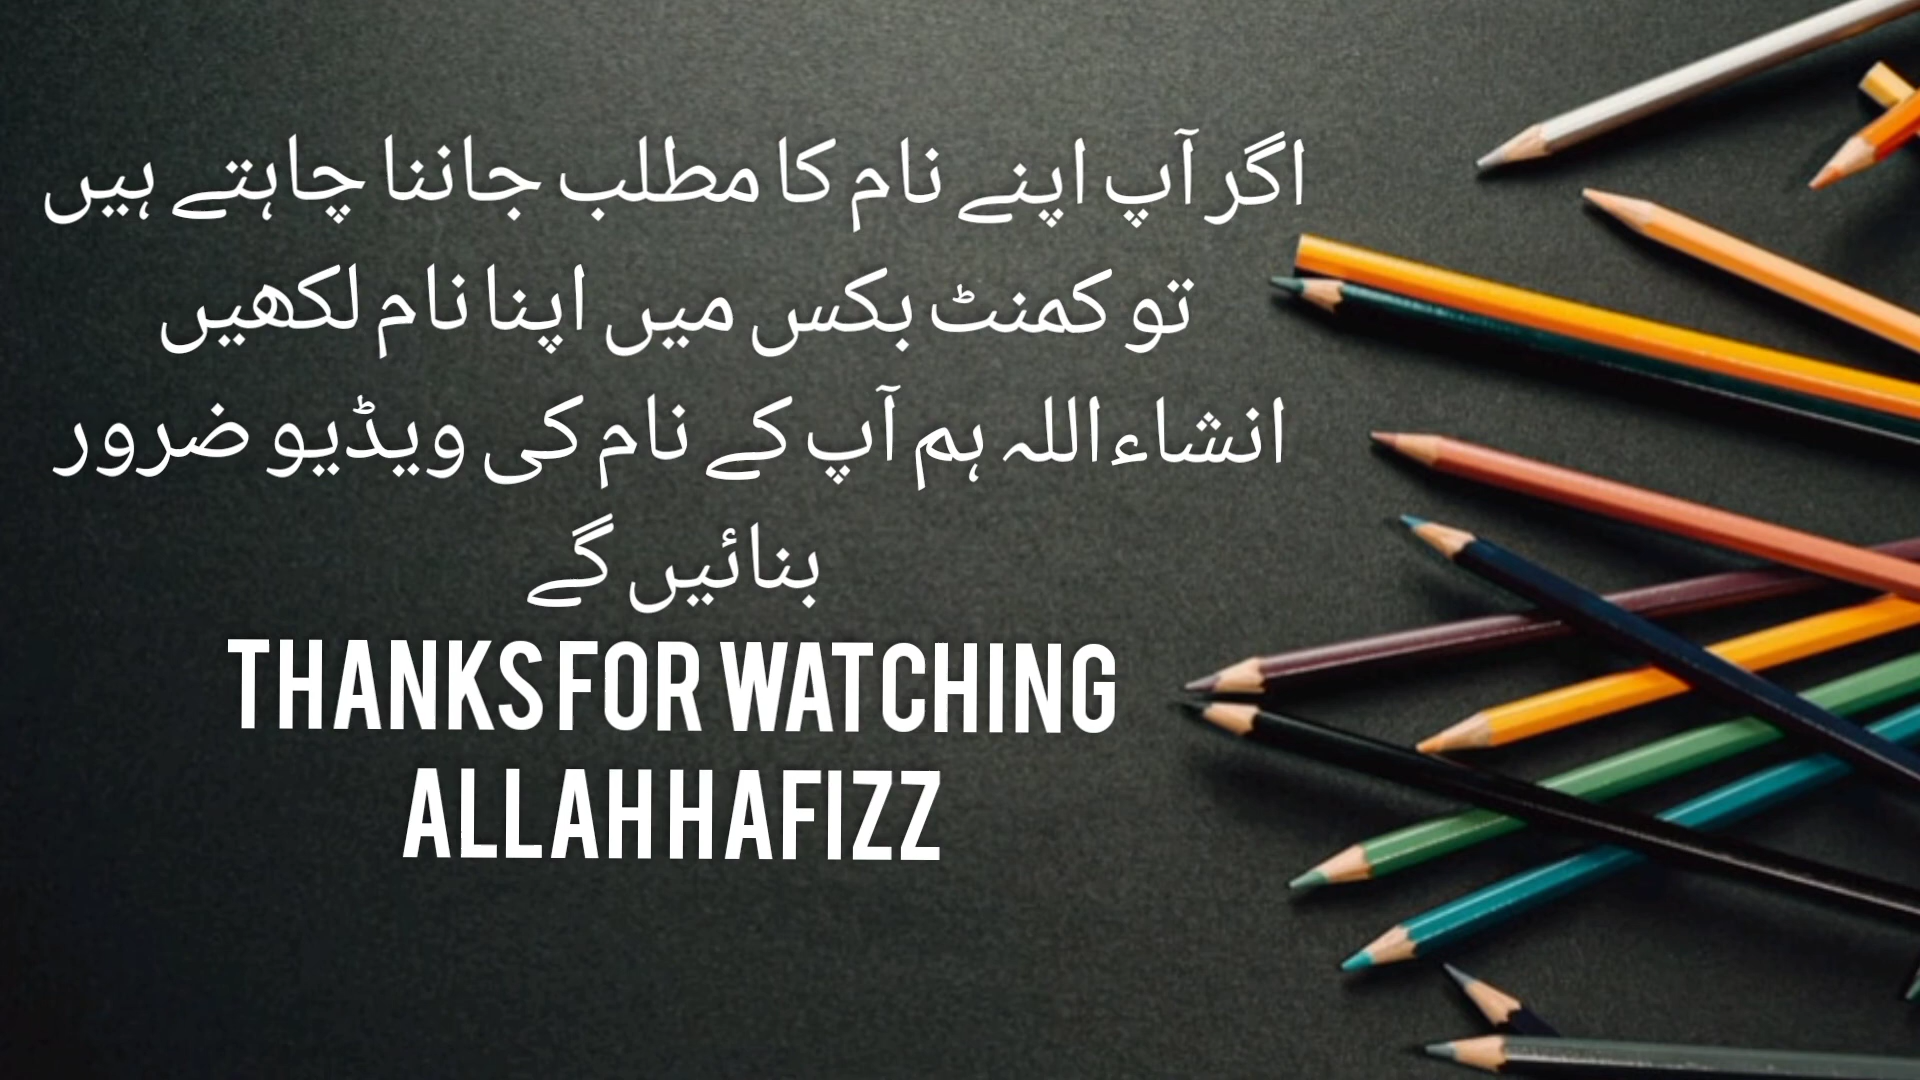 اگر آپ اپنے نام کا مطلب جاننا چاہتے ہیں
تو کمنٹ بکس میں اپنا نام لکھیں
انشاءاللہ ہم آپ کے نام کی ویڈیو ضرور
بنائیں گے
THANKS FOR WATCHING
ALLAH HAFIZZ